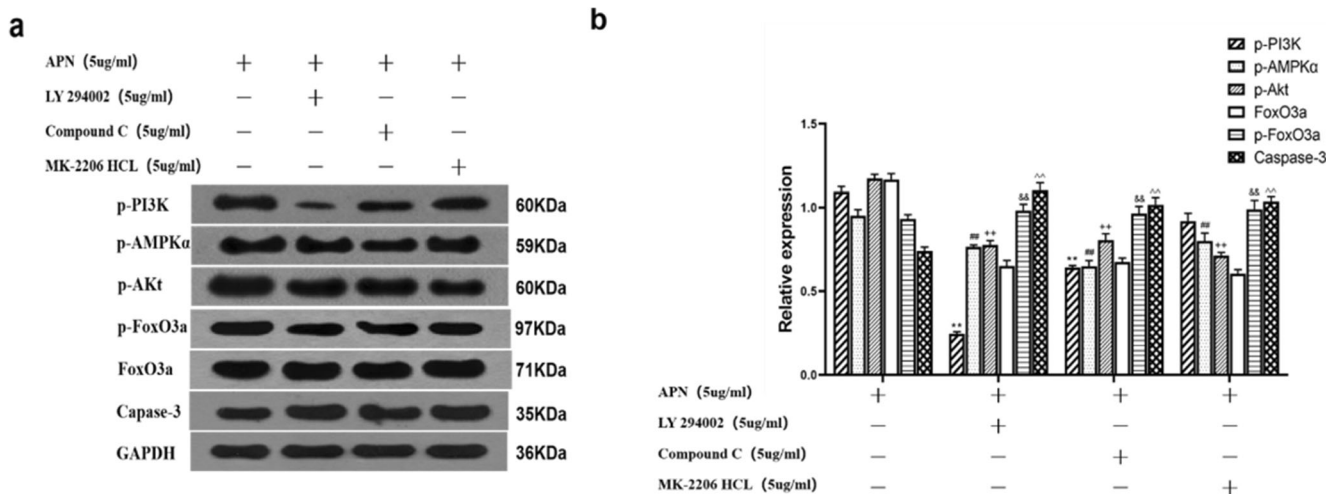 a
APN (5ug/ml) + + + +
LY 294002 (5ug/ml) — + — —
Compound C (5ug/ml) — — + —
MK-2206 HCL (5ug/ml) — — — +
p-PI3K 60KDa
p-AMPKα 59KDa
p-AKt 60KDa
p-FoxO3a 97KDa
FoxO3a 71KDa
Capase-3 35KDa
GAPDH 36KDa
b
p-PI3K
p-AMPKα
p-Akt
FoxO3a
p-FoxO3a
Caspase-3
Relative expression
1.5
1.0
0.5
0.0
** ## ++ && ^^
** ## ++ && ^^
## ++ && ^^
APN (5ug/ml) + + + +
LY 294002 (5ug/ml) — + — —
Compound C (5ug/ml) — — + —
MK-2206 HCL (5ug/ml) — — — +